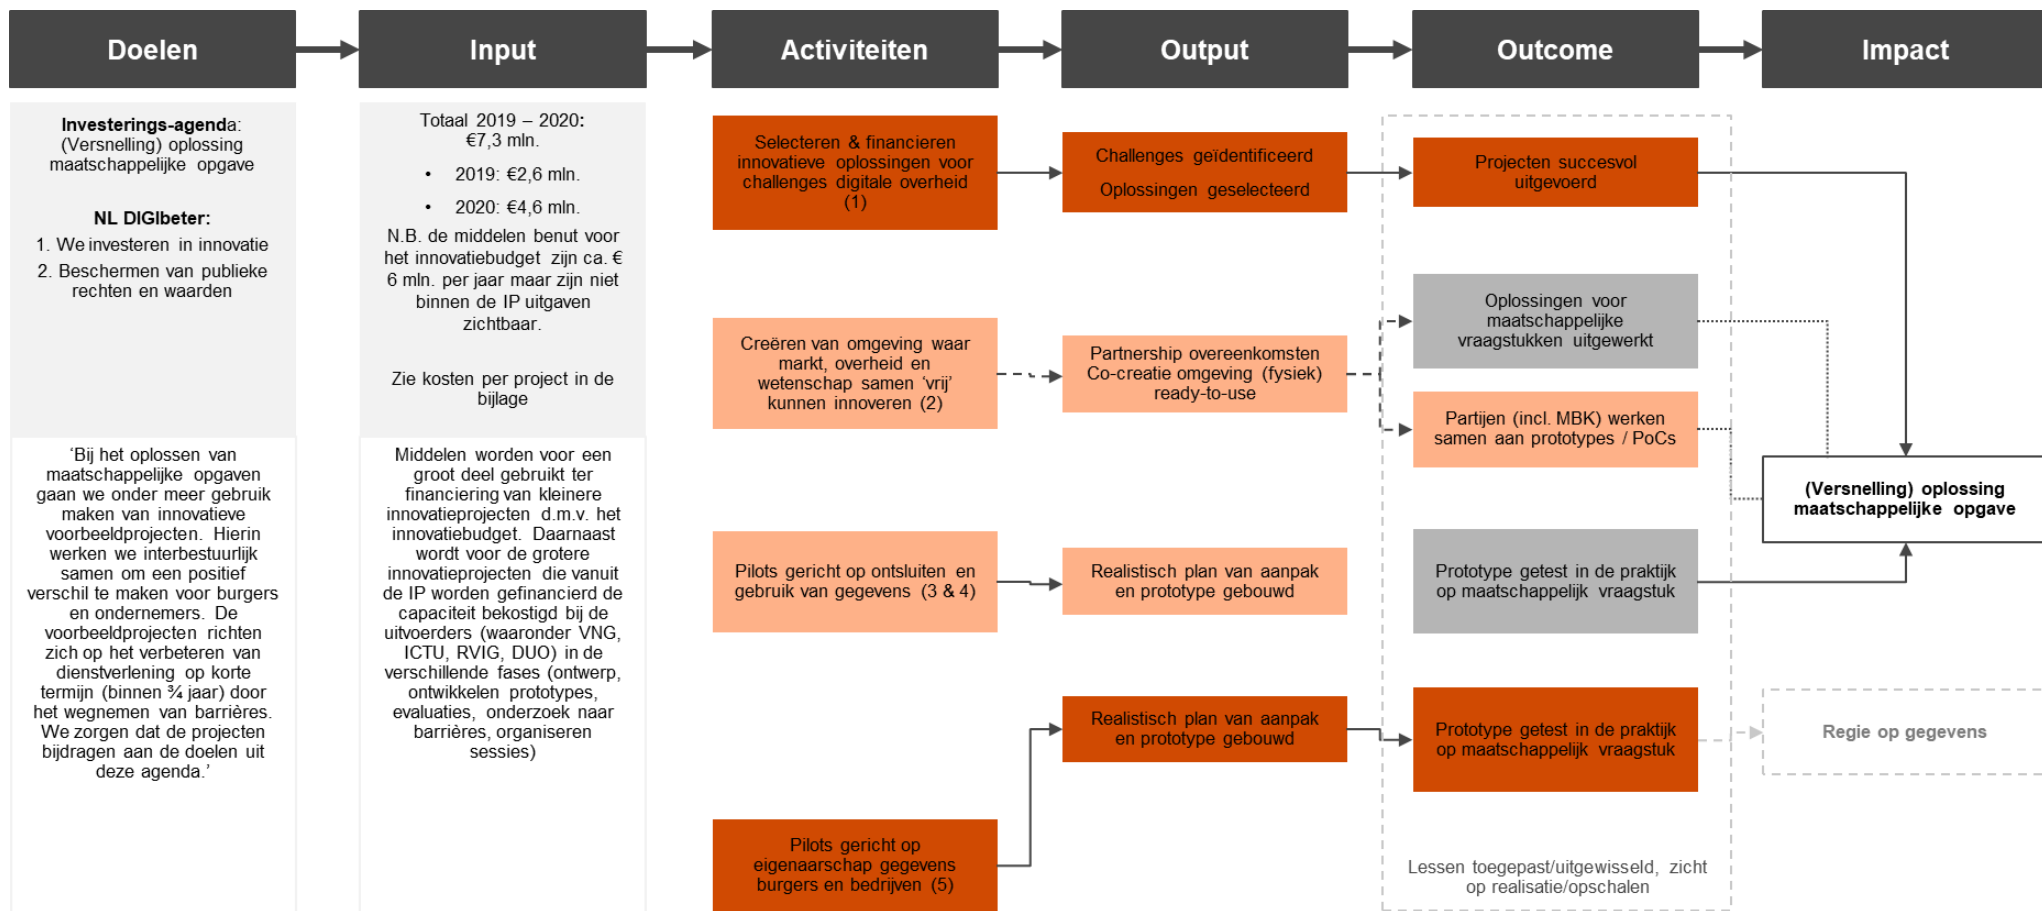 Doelen
Input
Activiteiten
Output
Outcome
Impact
Investerings-agenda:
(Versnelling) oplossing
maatschappelijke opgave
NL DIGIbeter:
1. We investeren in innovatie
2. Beschermen van publieke
rechten en waarden
'Bij het oplossen van
maatschappelijke opgaven
gaan we onder meer gebruik
maken van innovatieve
voorbeeldprojecten. Hierin
werken we interbestuurlijk
samen om een positief
verschil te maken voor burgers
en ondernemers. De
voorbeeldprojecten richten
zich op het verbeteren van
dienstverlening op korte
termijn (binnen ¾ jaar) door
het wegnemen van barrières.
We zorgen dat de projecten
bijdragen aan de doelen uit
deze agenda.'
Totaal 2019 – 2020:
€7,3 mln.
• 2019: €2,6 mln.
• 2020: €4,6 mln.
N.B. de middelen benut voor
het innovatiebudget zijn ca. €
6 mln. per jaar maar zijn niet
binnen de IP uitgaven
zichtbaar.
Zie kosten per project in de
bijlage
Middelen worden voor een
groot deel gebruikt ter
financiering van kleinere
innovatieprojecten d.m.v. het
innovatiebudget. Daarnaast
wordt voor de grotere
innovatieprojecten die vanuit
de IP worden gefinancierd de
capaciteit bekostigd bij de
uitvoerders (waaronder VNG,
ICTU, RVIG, DUO) in de
verschillende fases (ontwerp,
ontwikkelen prototypes,
evaluaties, onderzoek naar
barrières, organiseren
sessies)
Selecteren & financieren
innovatieve oplossingen voor
challenges digitale overheid
(1)
Creëren van omgeving waar
markt, overheid en
wetenschap samen 'vrij'
kunnen innoveren (2)
Pilots gericht op ontsluiten en
gebruik van gegevens (3 & 4)
Pilots gericht op
eigenaarschap gegevens
burgers en bedrijven (5)
Challenges geïdentificeerd
Oplossingen geselecteerd
Partnership overeenkomsten
Co-creatie omgeving (fysiek)
ready-to-use
Realistisch plan van aanpak
en prototype gebouwd
Realistisch plan van aanpak
en prototype gebouwd
Projecten succesvol
uitgevoerd
Oplossingen voor
maatschappelijke
vraagstukken uitgewerkt
Partijen (incl. MBK) werken
samen aan prototypes / PoCs
Prototype getest in de praktijk
op maatschappelijk vraagstuk
Prototype getest in de praktijk
op maatschappelijk vraagstuk
Lessen toegepast/uitgewisseld, zicht
op realisatie/opschalen
(Versnelling) oplossing
maatschappelijke opgave
Regie op gegevens